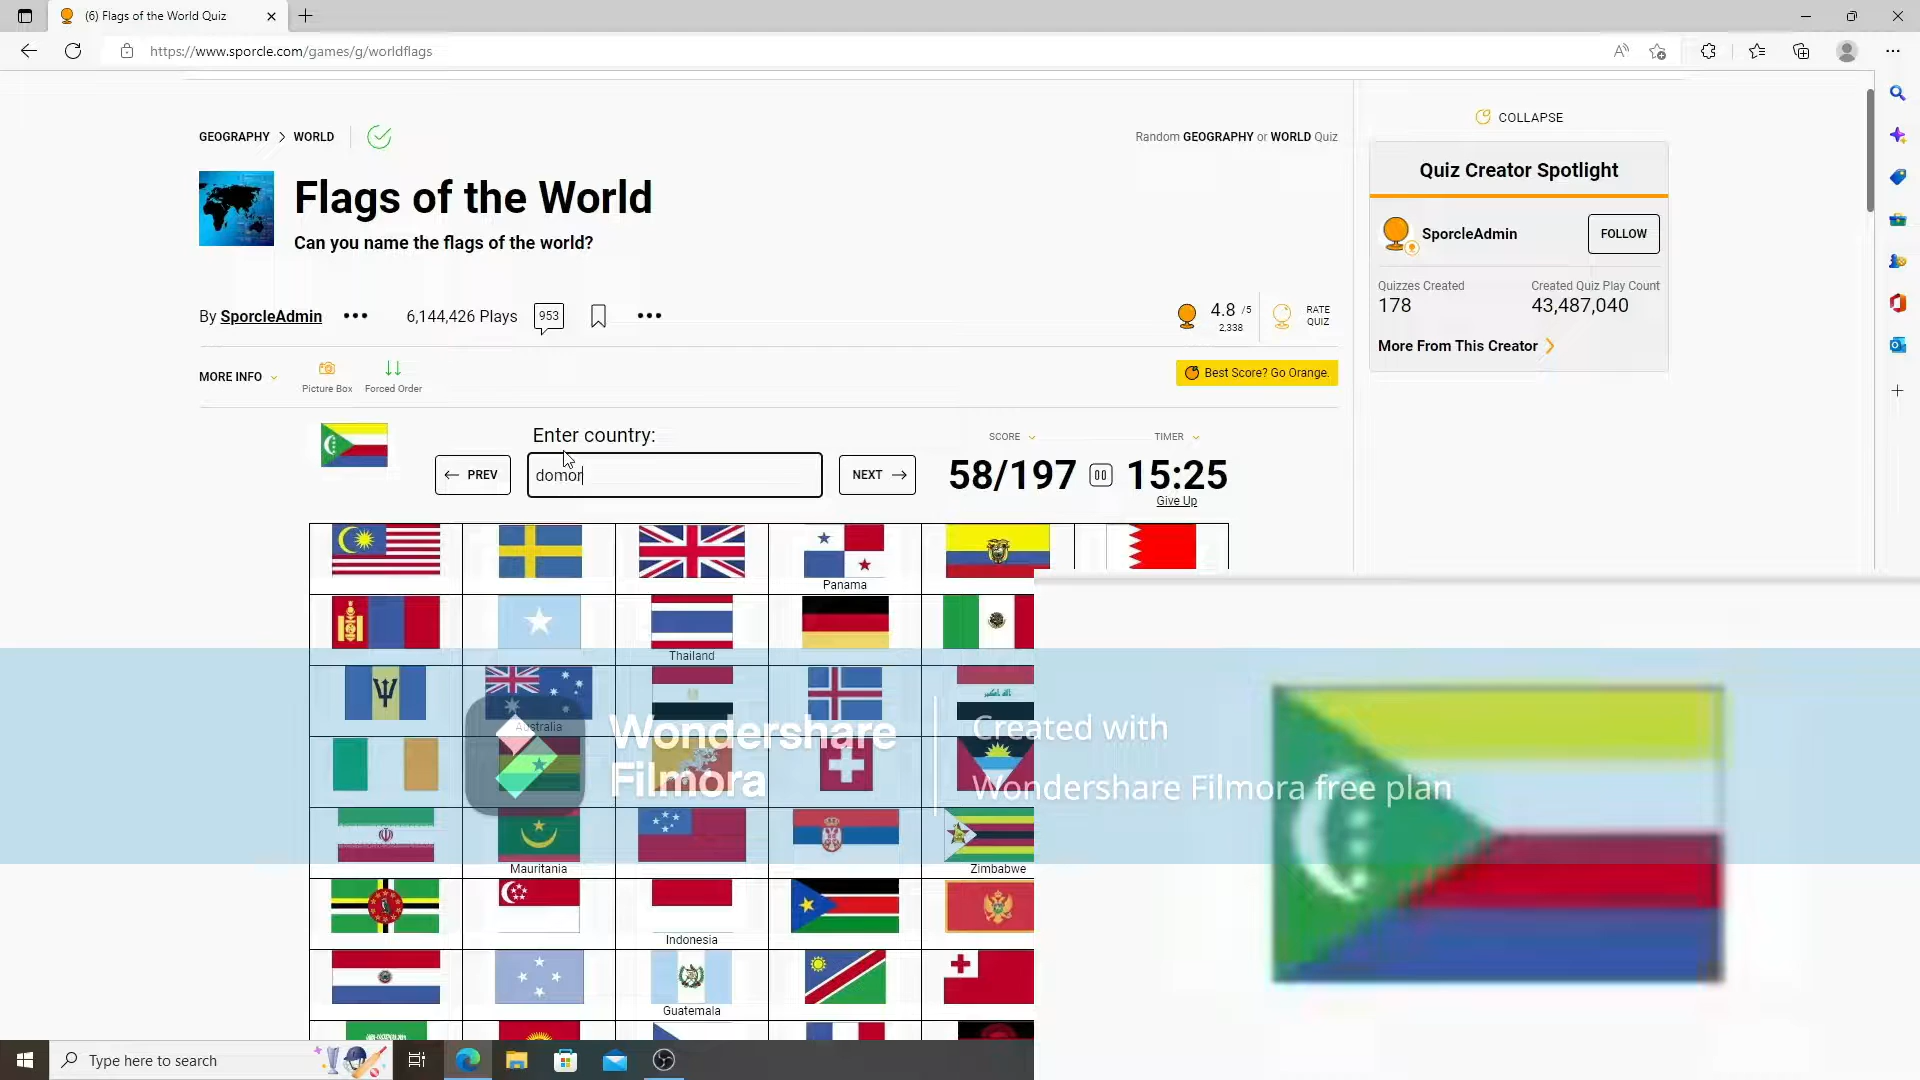 (6) Flags of the World Quiz
https://www.sporcle.com/games/g/worldflags
GEOGRAPHY > WORLD
Random GEOGRAPHY or WORLD Quiz
COLLAPSE
Flags of the World
Can you name the flags of the world?
Quiz Creator Spotlight
SporcleAdmin
FOLLOW
Quizzes Created
178
Created Quiz Play Count
43,487,040
More From This Creator
By SporcleAdmin
6,144,426 Plays
953
4.8 /5
2,338
RATE
QUIZ
MORE INFO
Picture Box
Forced Order
Best Score? Go Orange.
Enter country:
PREV
domor
NEXT
SCORE
58/197
TIMER
15:25
Give Up
Panama
Thailand
Australia
Mauritania
Zimbabwe
Indonesia
Guatemala
Wondershare
Filmora
Created with
Wondershare Filmora free plan
Type here to search